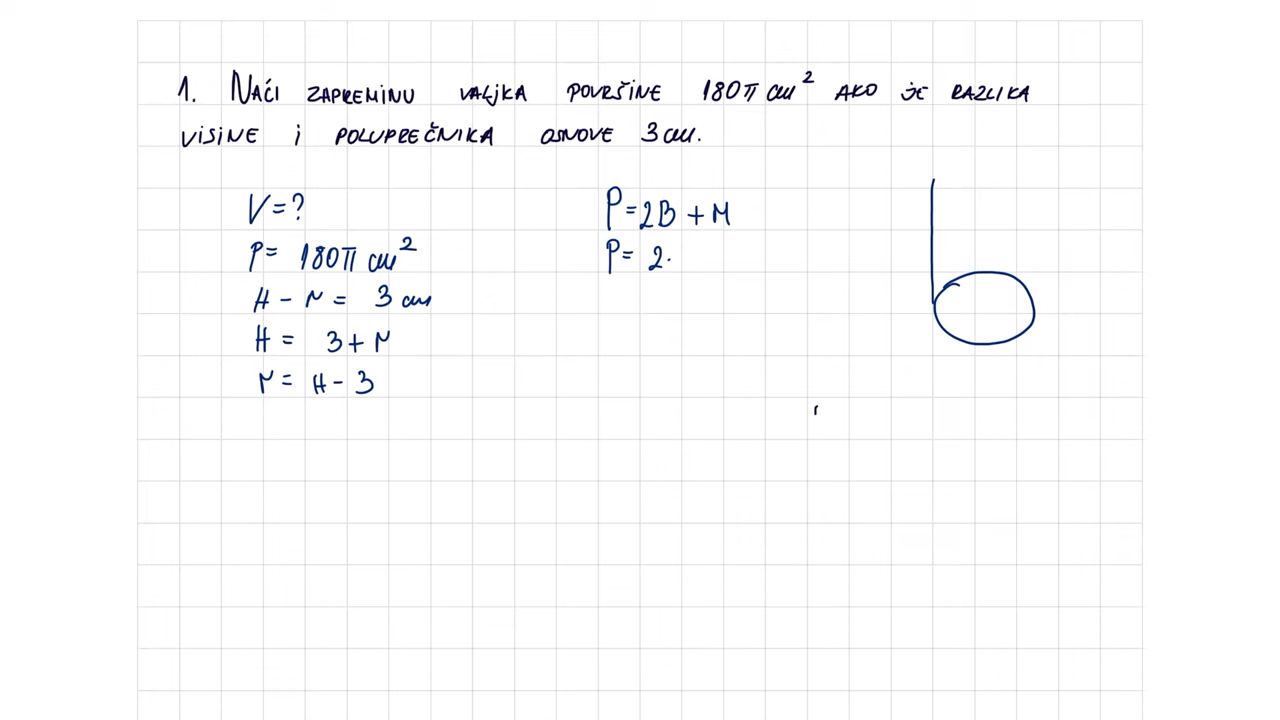 1. NAĆI ZAPREMINU VALJKA POVRŠINE 180π cm² AKO JE RAZLIKA
VISINE i POLUPREČNIKA OSNOVE 3 cm.
V = ?
P = 180π cm²
H - r = 3 cm
H = 3 + r
r = H - 3
P = 2B + M
P = 2·